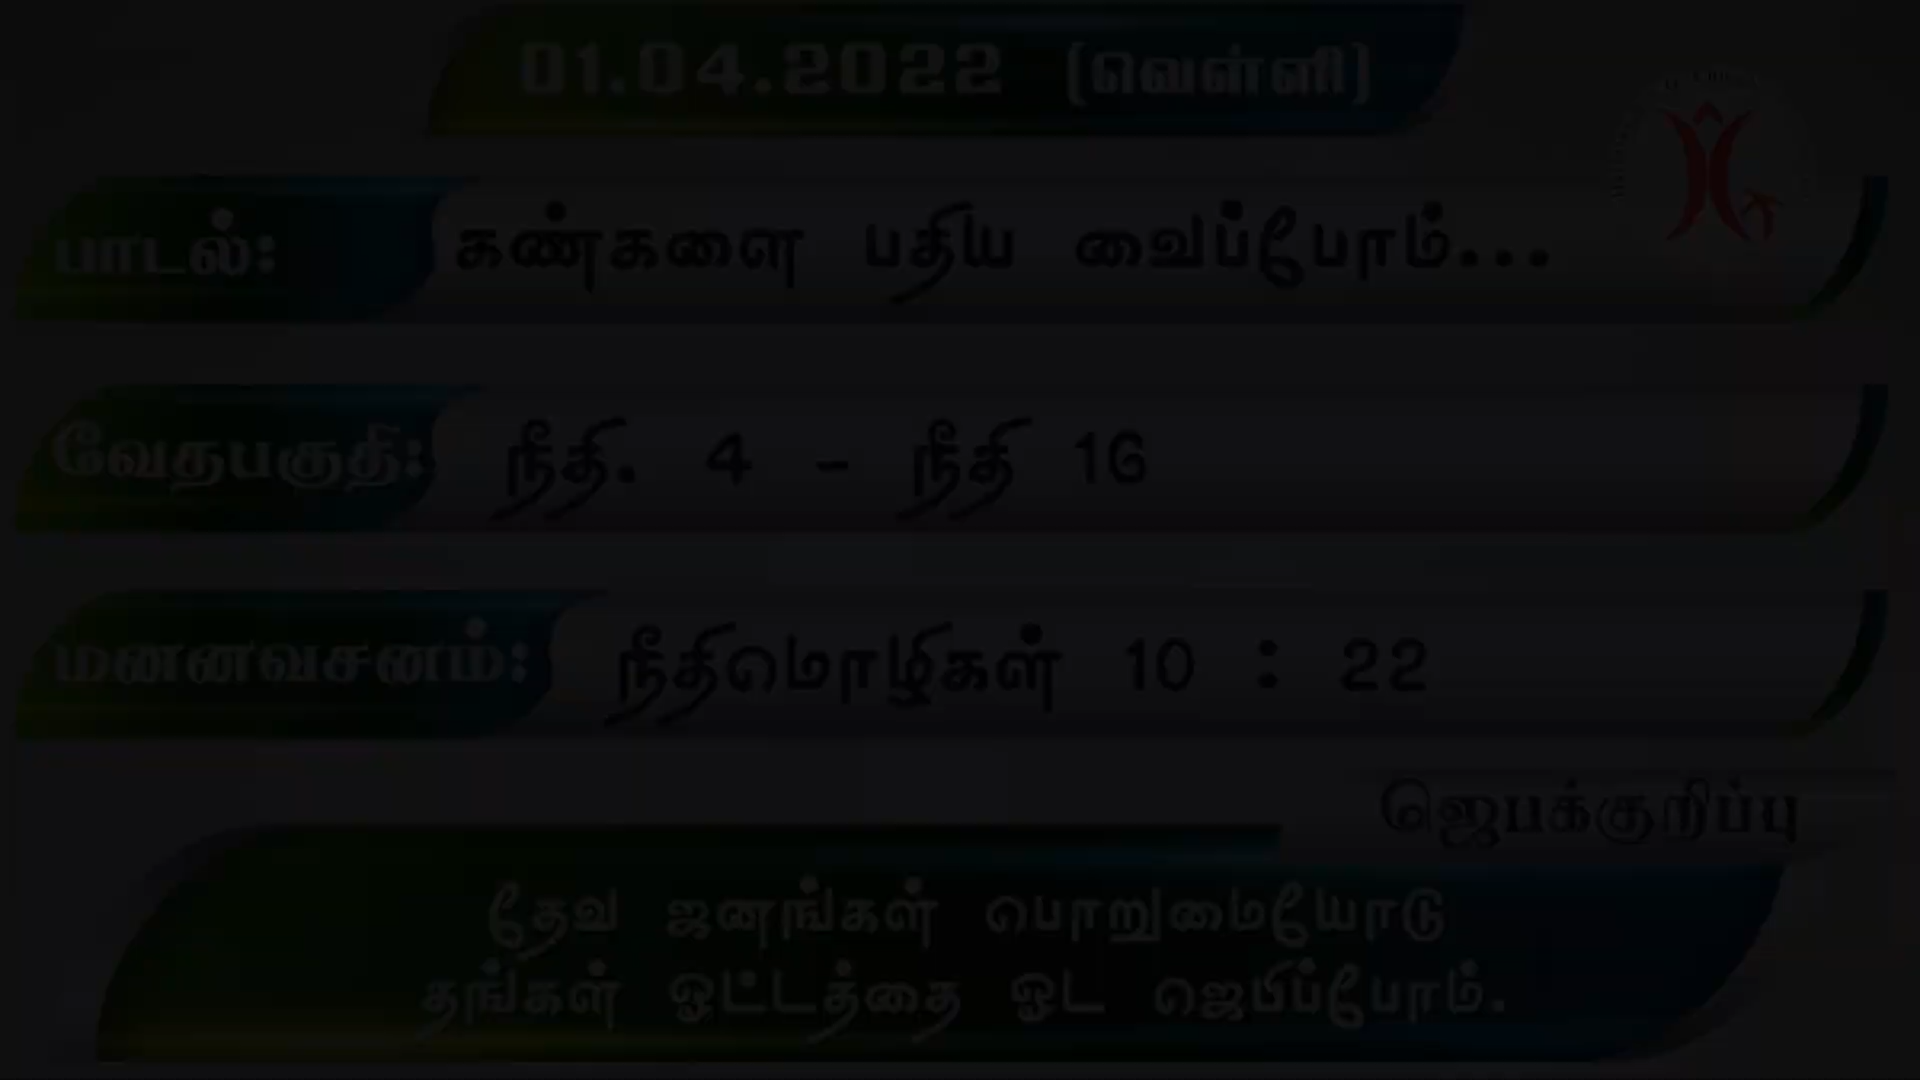 01.04.2022 (வெள்ளி)
பாடல்: கண்களை பதிய வைப்போம்...
வேதபகுதி: நீதி. 4 - நீதி 16
மனனவசனம்: நீதிமொழிகள் 10 : 22
ஜெபக்குறிப்பு
தேவ ஜனங்கள் பொறுமையோடு
தங்கள் ஓட்டத்தை ஓட ஜெபிப்போம்.